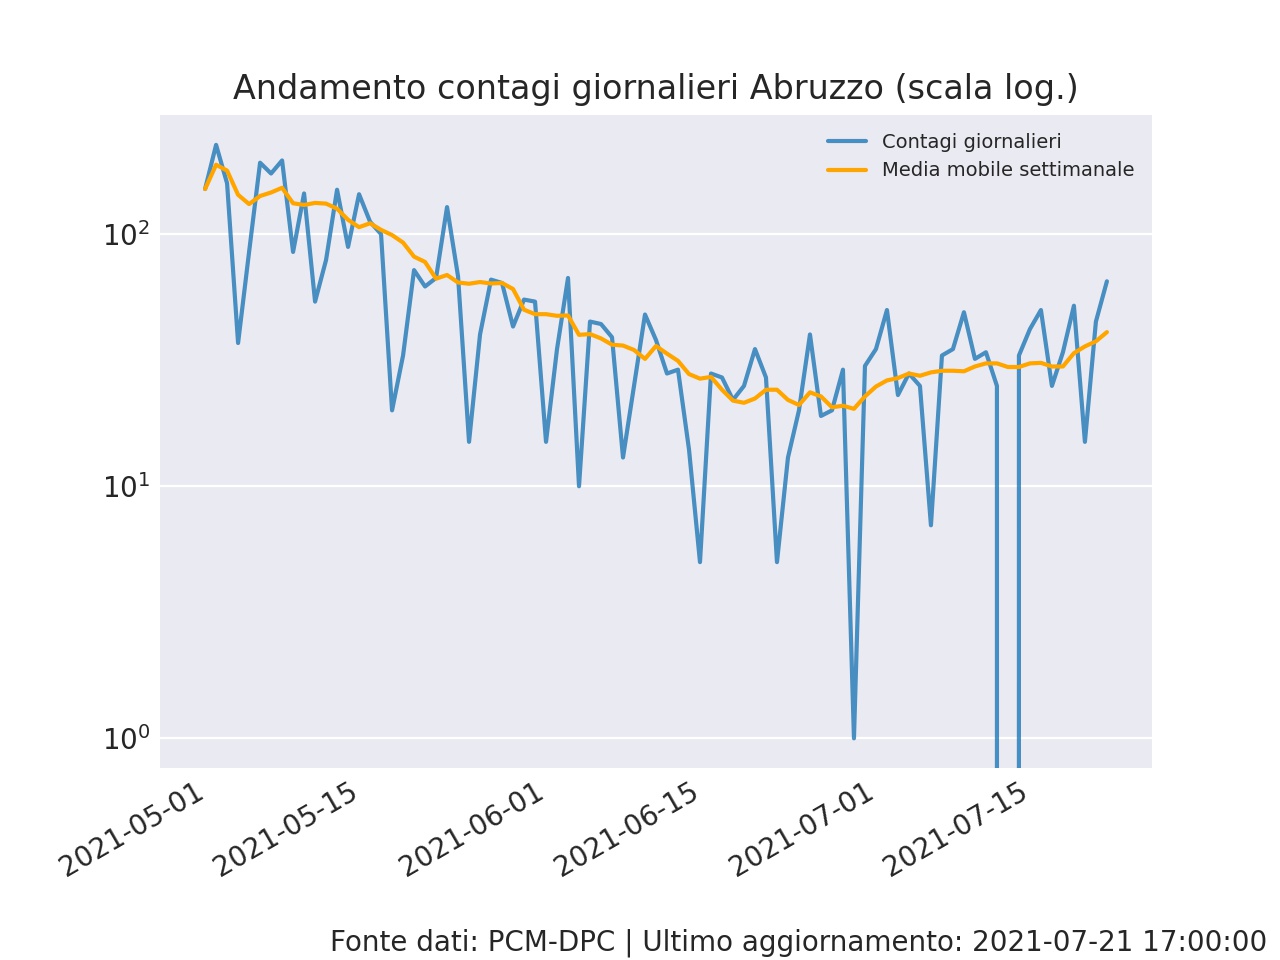 Andamento contagi giornalieri Abruzzo (scala log.)
Contagi giornalieri
Media mobile settimanale
10²
10¹
10⁰
2021-05-01
2021-05-15
2021-06-01
2021-06-15
2021-07-01
2021-07-15
Fonte dati: PCM-DPC | Ultimo aggiornamento: 2021-07-21 17:00:00